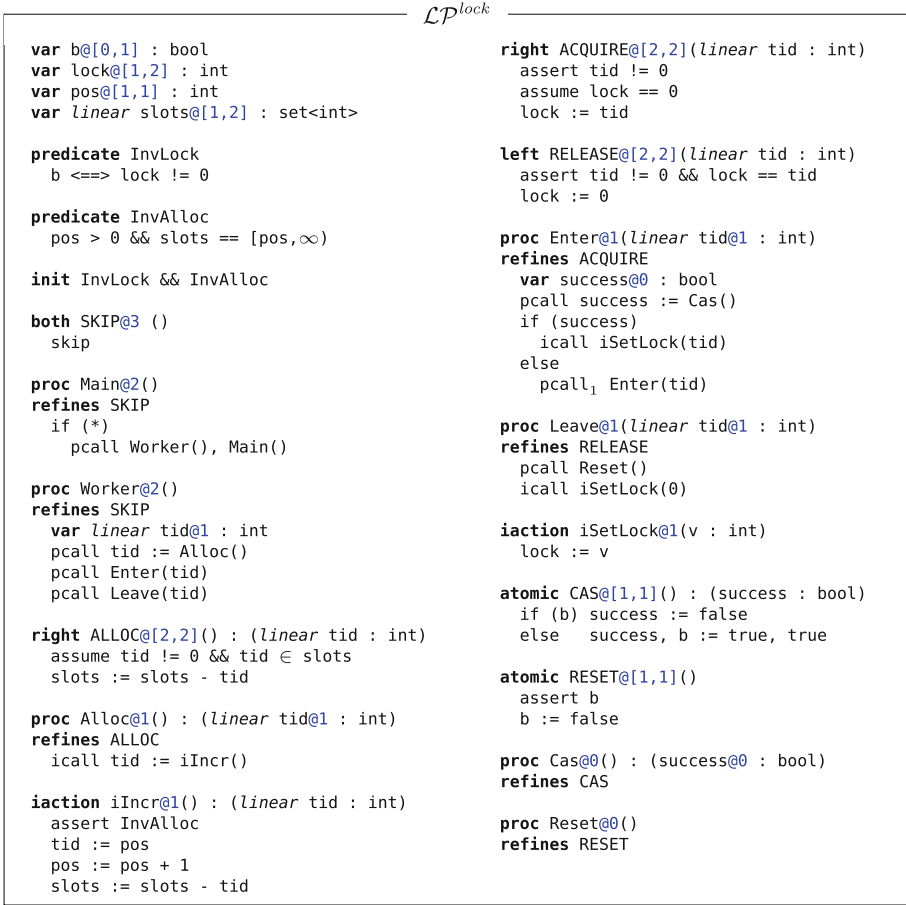 ℒ𝒫^lock
var b@[0,1] : bool
var lock@[1,2] : int
var pos@[1,1] : int
var linear slots@[1,2] : set<int>
predicate InvLock
b <==> lock != 0
predicate InvAlloc
pos > 0 && slots == [pos,∞)
init InvLock && InvAlloc
both SKIP@3 ()
skip
proc Main@2()
refines SKIP
if (*)
pcall Worker(), Main()
proc Worker@2()
refines SKIP
var linear tid@1 : int
pcall tid := Alloc()
pcall Enter(tid)
pcall Leave(tid)
right ALLOC@[2,2]() : (linear tid : int)
assume tid != 0 && tid ∈ slots
slots := slots - tid
proc Alloc@1() : (linear tid@1 : int)
refines ALLOC
icall tid := iIncr()
iaction iIncr@1() : (linear tid : int)
assert InvAlloc
tid := pos
pos := pos + 1
slots := slots - tid
right ACQUIRE@[2,2](linear tid : int)
assert tid != 0
assume lock == 0
lock := tid
left RELEASE@[2,2](linear tid : int)
assert tid != 0 && lock == tid
lock := 0
proc Enter@1(linear tid@1 : int)
refines ACQUIRE
var success@0 : bool
pcall success := Cas()
if (success)
icall iSetLock(tid)
else
pcall₁ Enter(tid)
proc Leave@1(linear tid@1 : int)
refines RELEASE
pcall Reset()
icall iSetLock(0)
iaction iSetLock@1(v : int)
lock := v
atomic CAS@[1,1]() : (success : bool)
if (b) success := false
else success, b := true, true
atomic RESET@[1,1]()
assert b
b := false
proc Cas@0() : (success@0 : bool)
refines CAS
proc Reset@0()
refines RESET